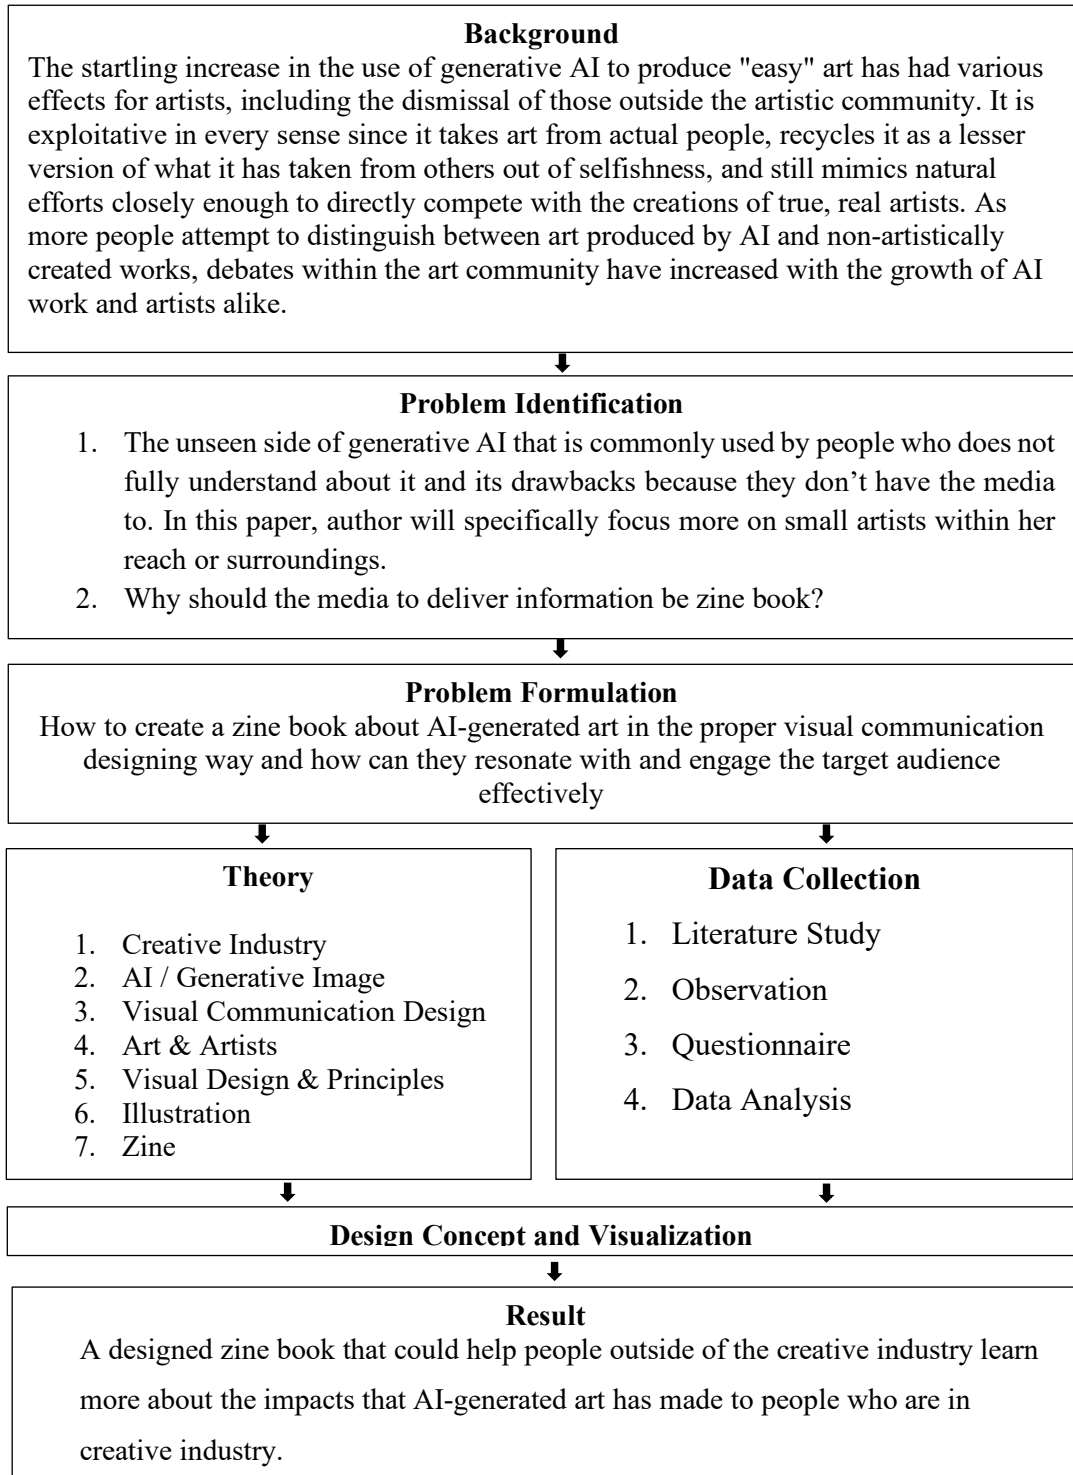 Background
The startling increase in the use of generative AI to produce "easy" art has had various
effects for artists, including the dismissal of those outside the artistic community. It is
exploitative in every sense since it takes art from actual people, recycles it as a lesser
version of what it has taken from others out of selfishness, and still mimics natural
efforts closely enough to directly compete with the creations of true, real artists. As
more people attempt to distinguish between art produced by AI and non-artistically
created works, debates within the art community have increased with the growth of AI
work and artists alike.
Problem Identification
1. The unseen side of generative AI that is commonly used by people who does not
fully understand about it and its drawbacks because they don’t have the media
to. In this paper, author will specifically focus more on small artists within her
reach or surroundings.
2. Why should the media to deliver information be zine book?
Problem Formulation
How to create a zine book about AI-generated art in the proper visual communication
designing way and how can they resonate with and engage the target audience
effectively
Theory
1. Creative Industry
2. AI / Generative Image
3. Visual Communication Design
4. Art & Artists
5. Visual Design & Principles
6. Illustration
7. Zine
Data Collection
1. Literature Study
2. Observation
3. Questionnaire
4. Data Analysis
Design Concept and Visualization
Result
A designed zine book that could help people outside of the creative industry learn
more about the impacts that AI-generated art has made to people who are in
creative industry.